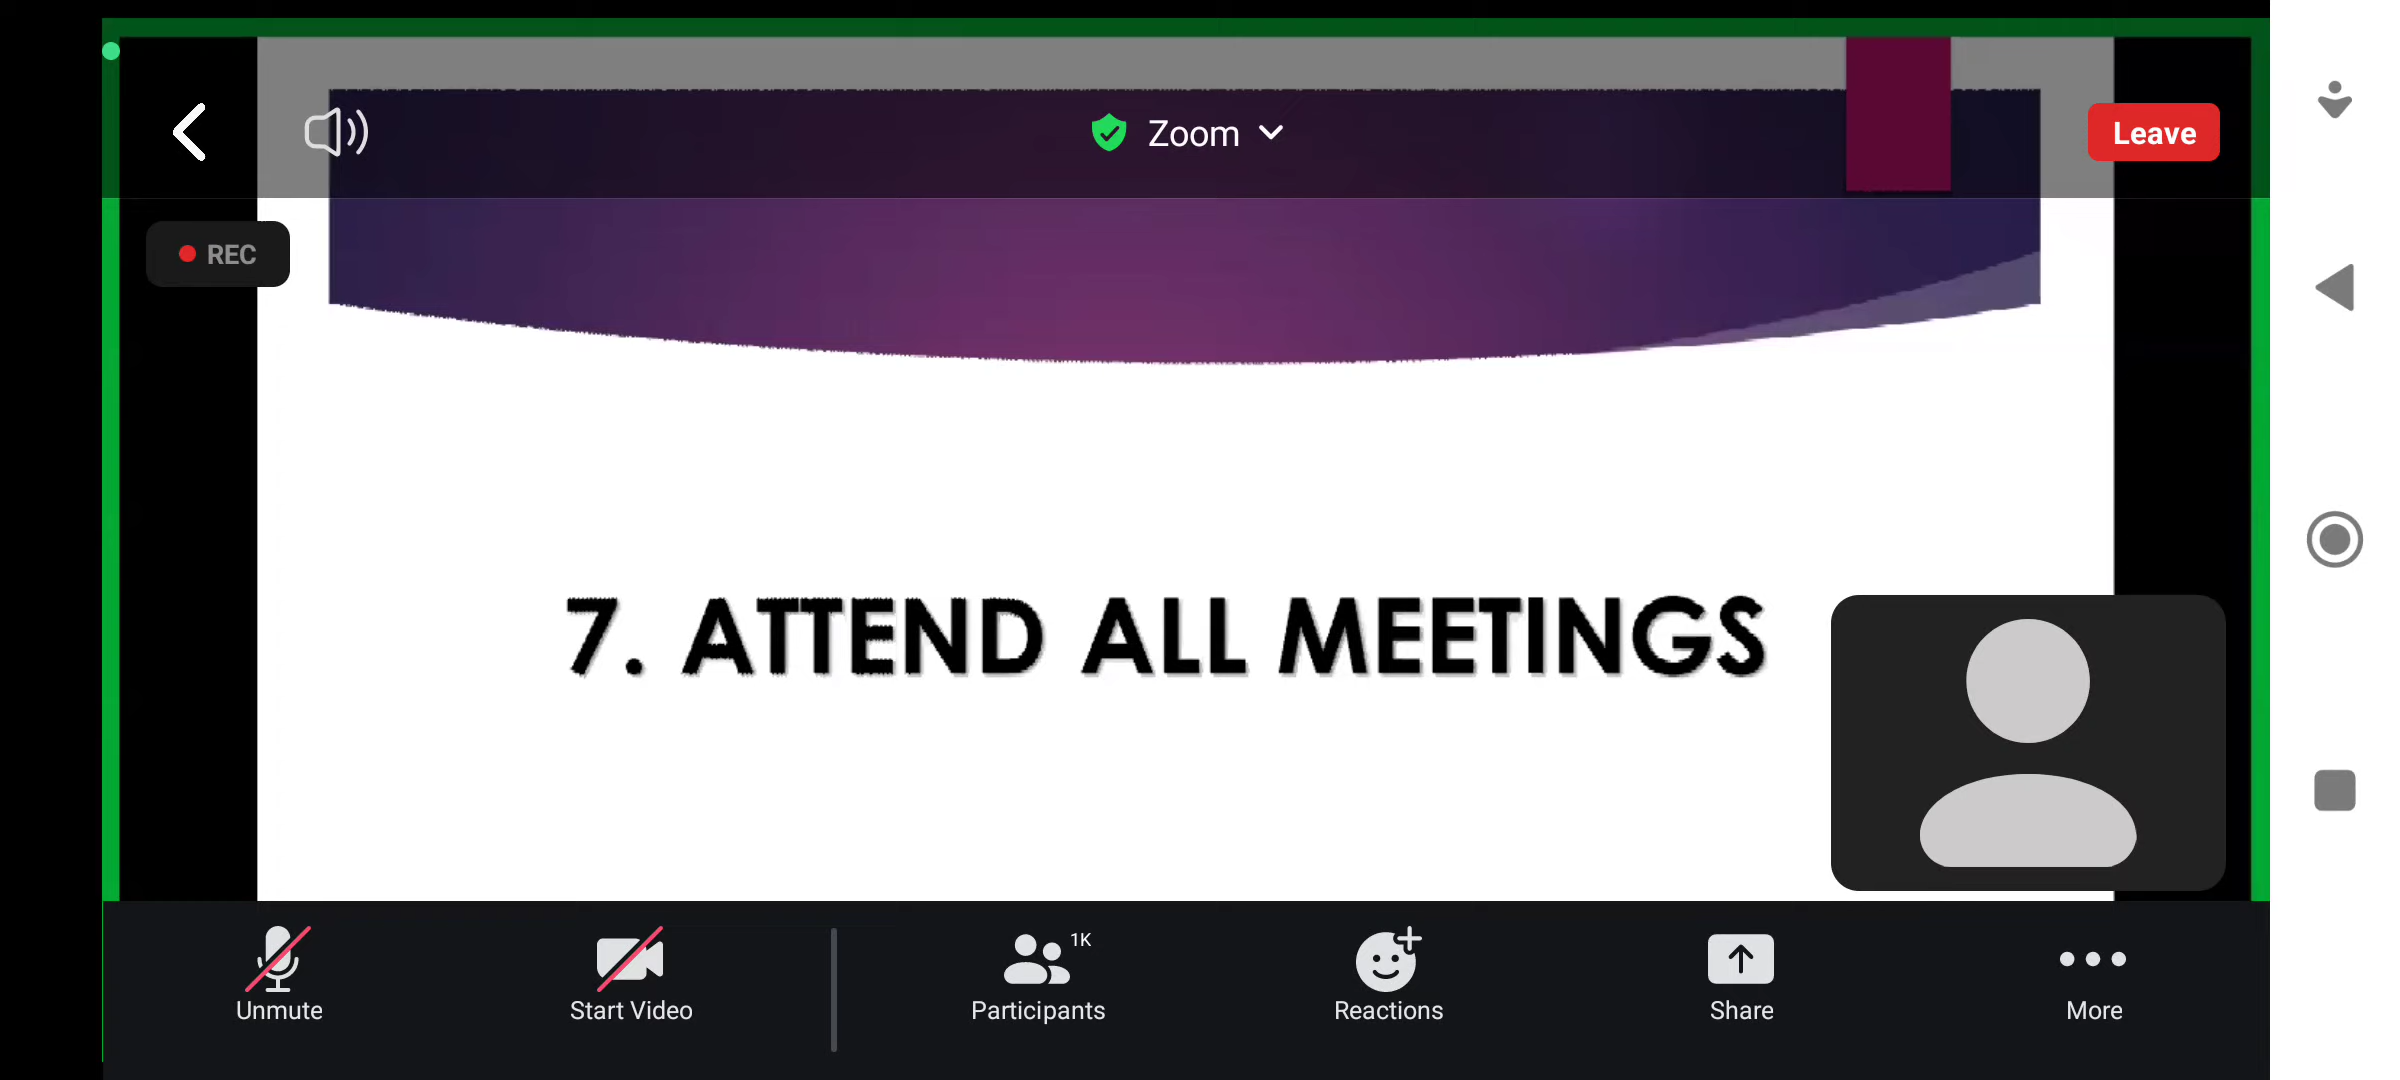 Zoom
Leave
REC
7. ATTEND ALL MEETINGS
1K
Unmute
Start Video
Participants
Reactions
Share
More